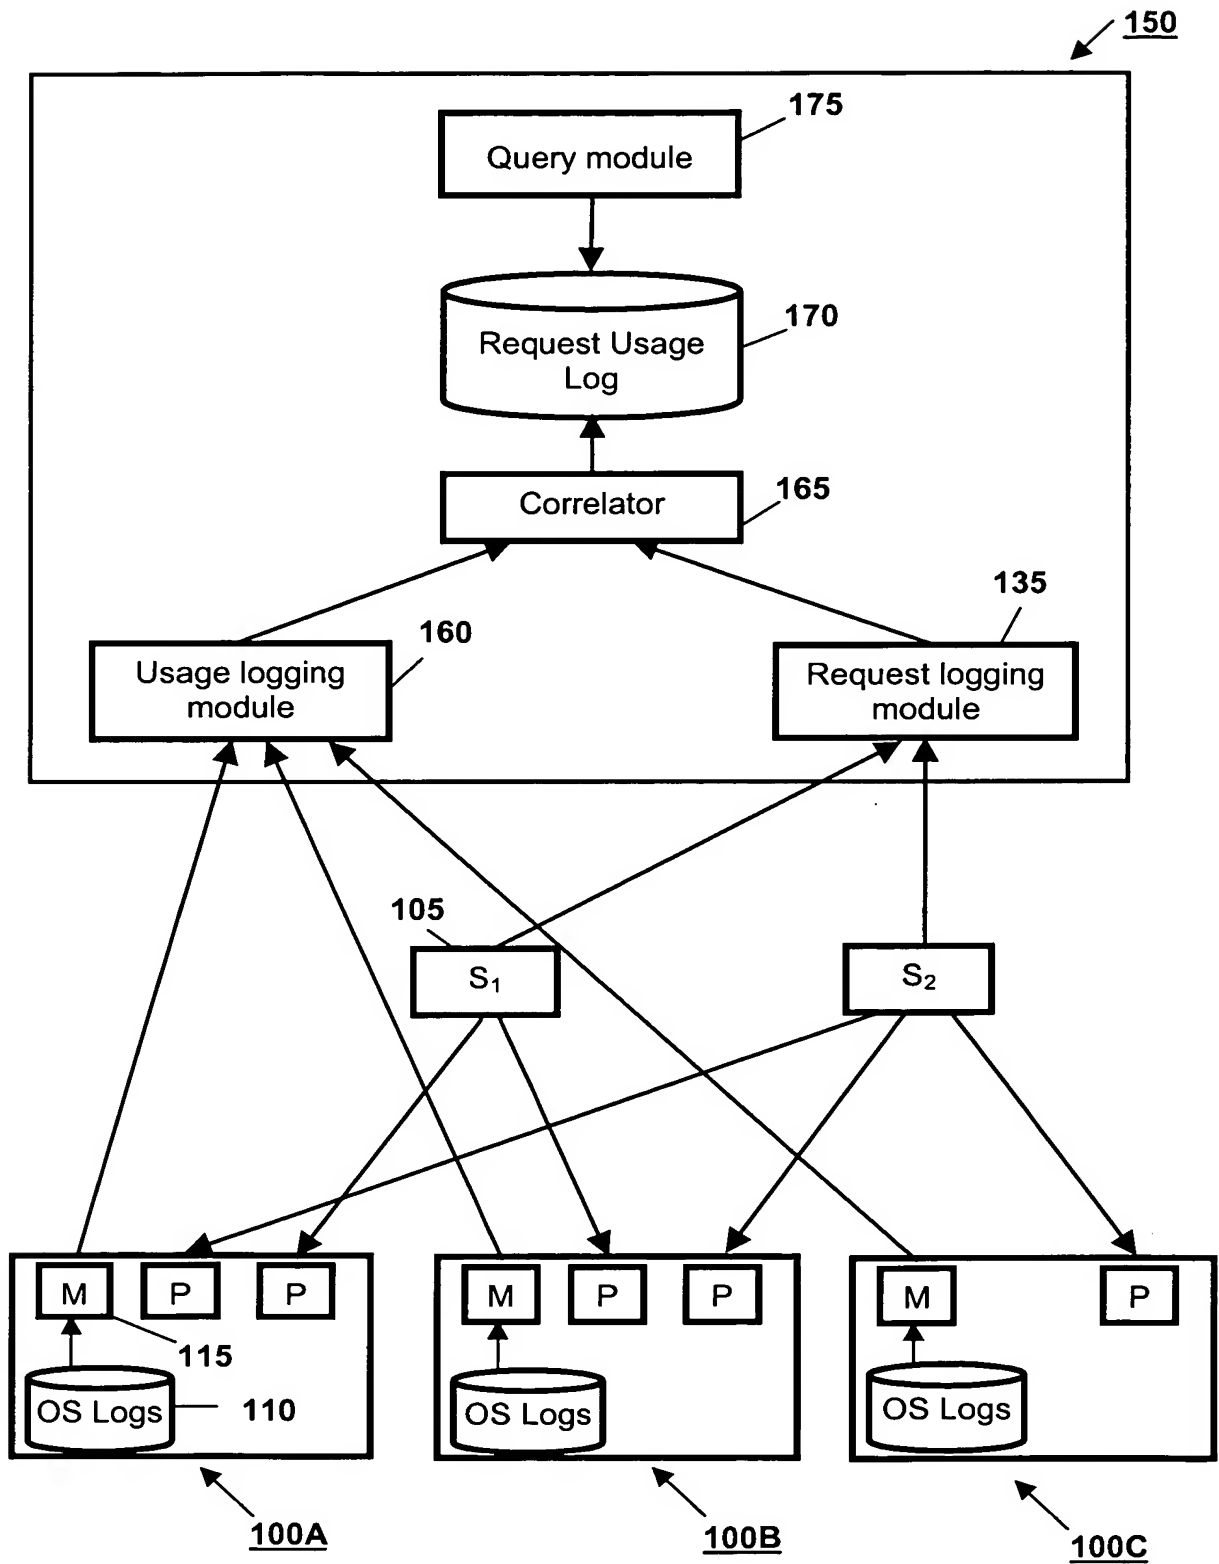 150
175
Query module
170
Request Usage
Log
165
Correlator
135
160
Usage logging
module
Request logging
module
105
S₁
S₂
M
P
P
M
P
P
M
P
115
OS Logs
110
OS Logs
OS Logs
100A
100B
100C